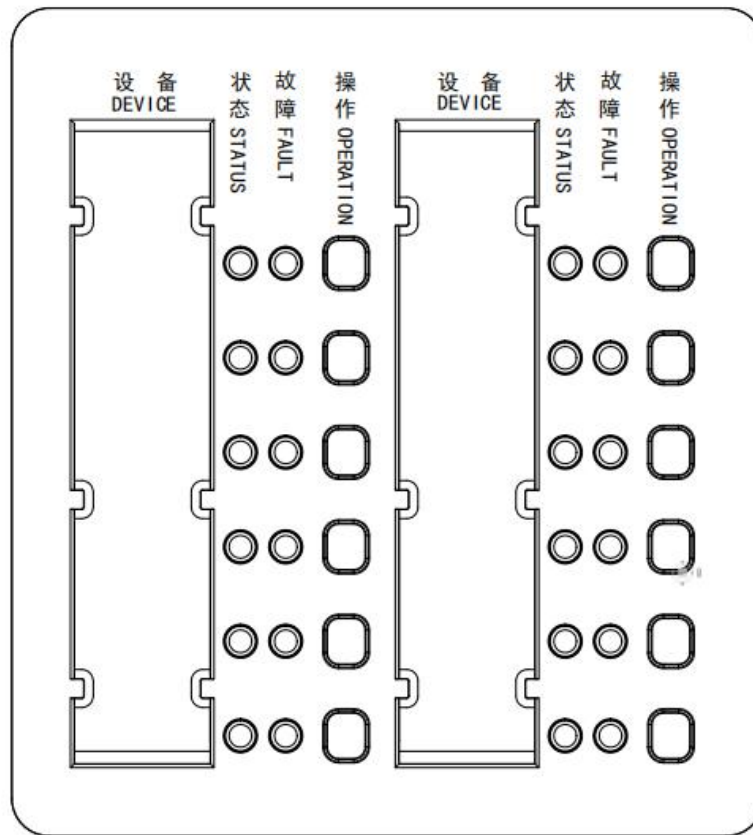 设备
DEVICE
状态 STATUS
故障 FAULT
操作 OPERATION
设备
DEVICE
状态 STATUS
故障 FAULT
操作 OPERATION